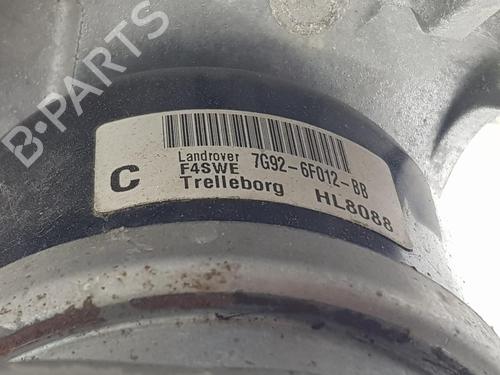 B-PARTS
Landrover 7G92-6F012-BB
F4SWE
C Trelleborg HL8088